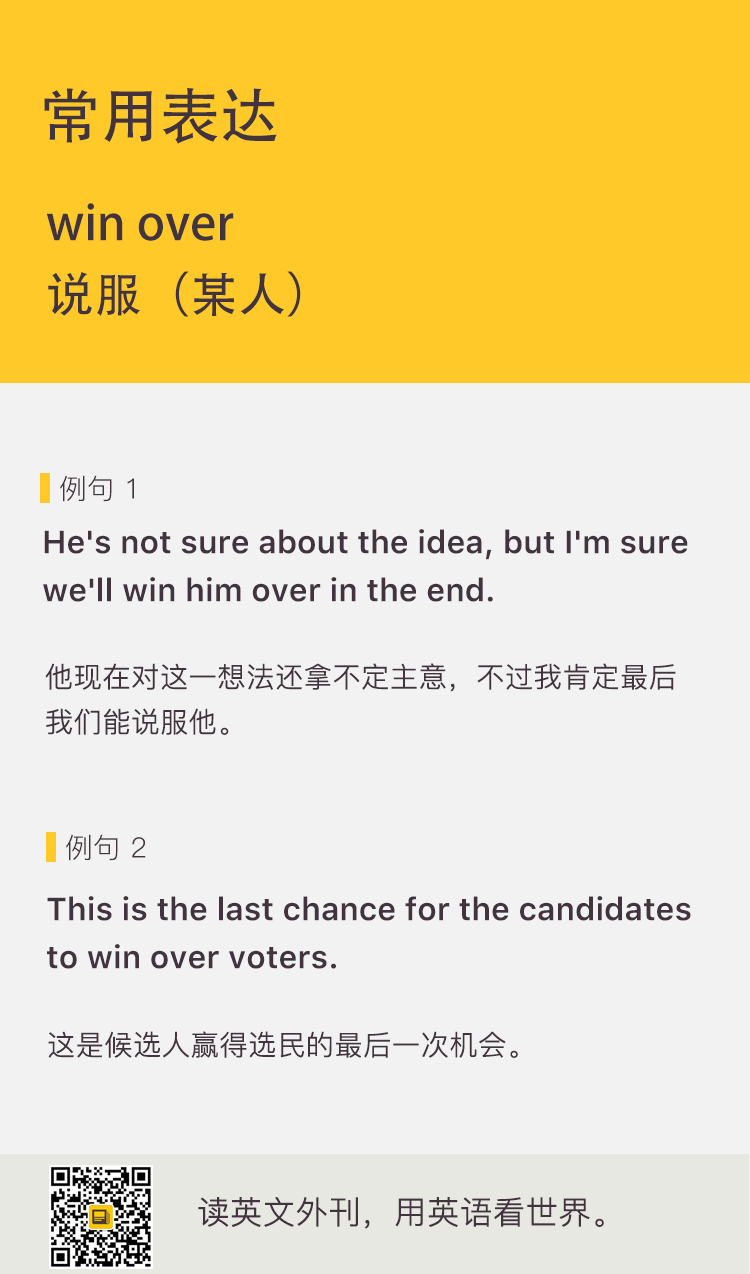 常用表达
win over
说服（某人）
例句 1
He's not sure about the idea, but I'm sure
we'll win him over in the end.
他现在对这一想法还拿不定主意，不过我肯定最后
我们能说服他。
例句 2
This is the last chance for the candidates
to win over voters.
这是候选人赢得选民的最后一次机会。
读英文外刊，用英语看世界。